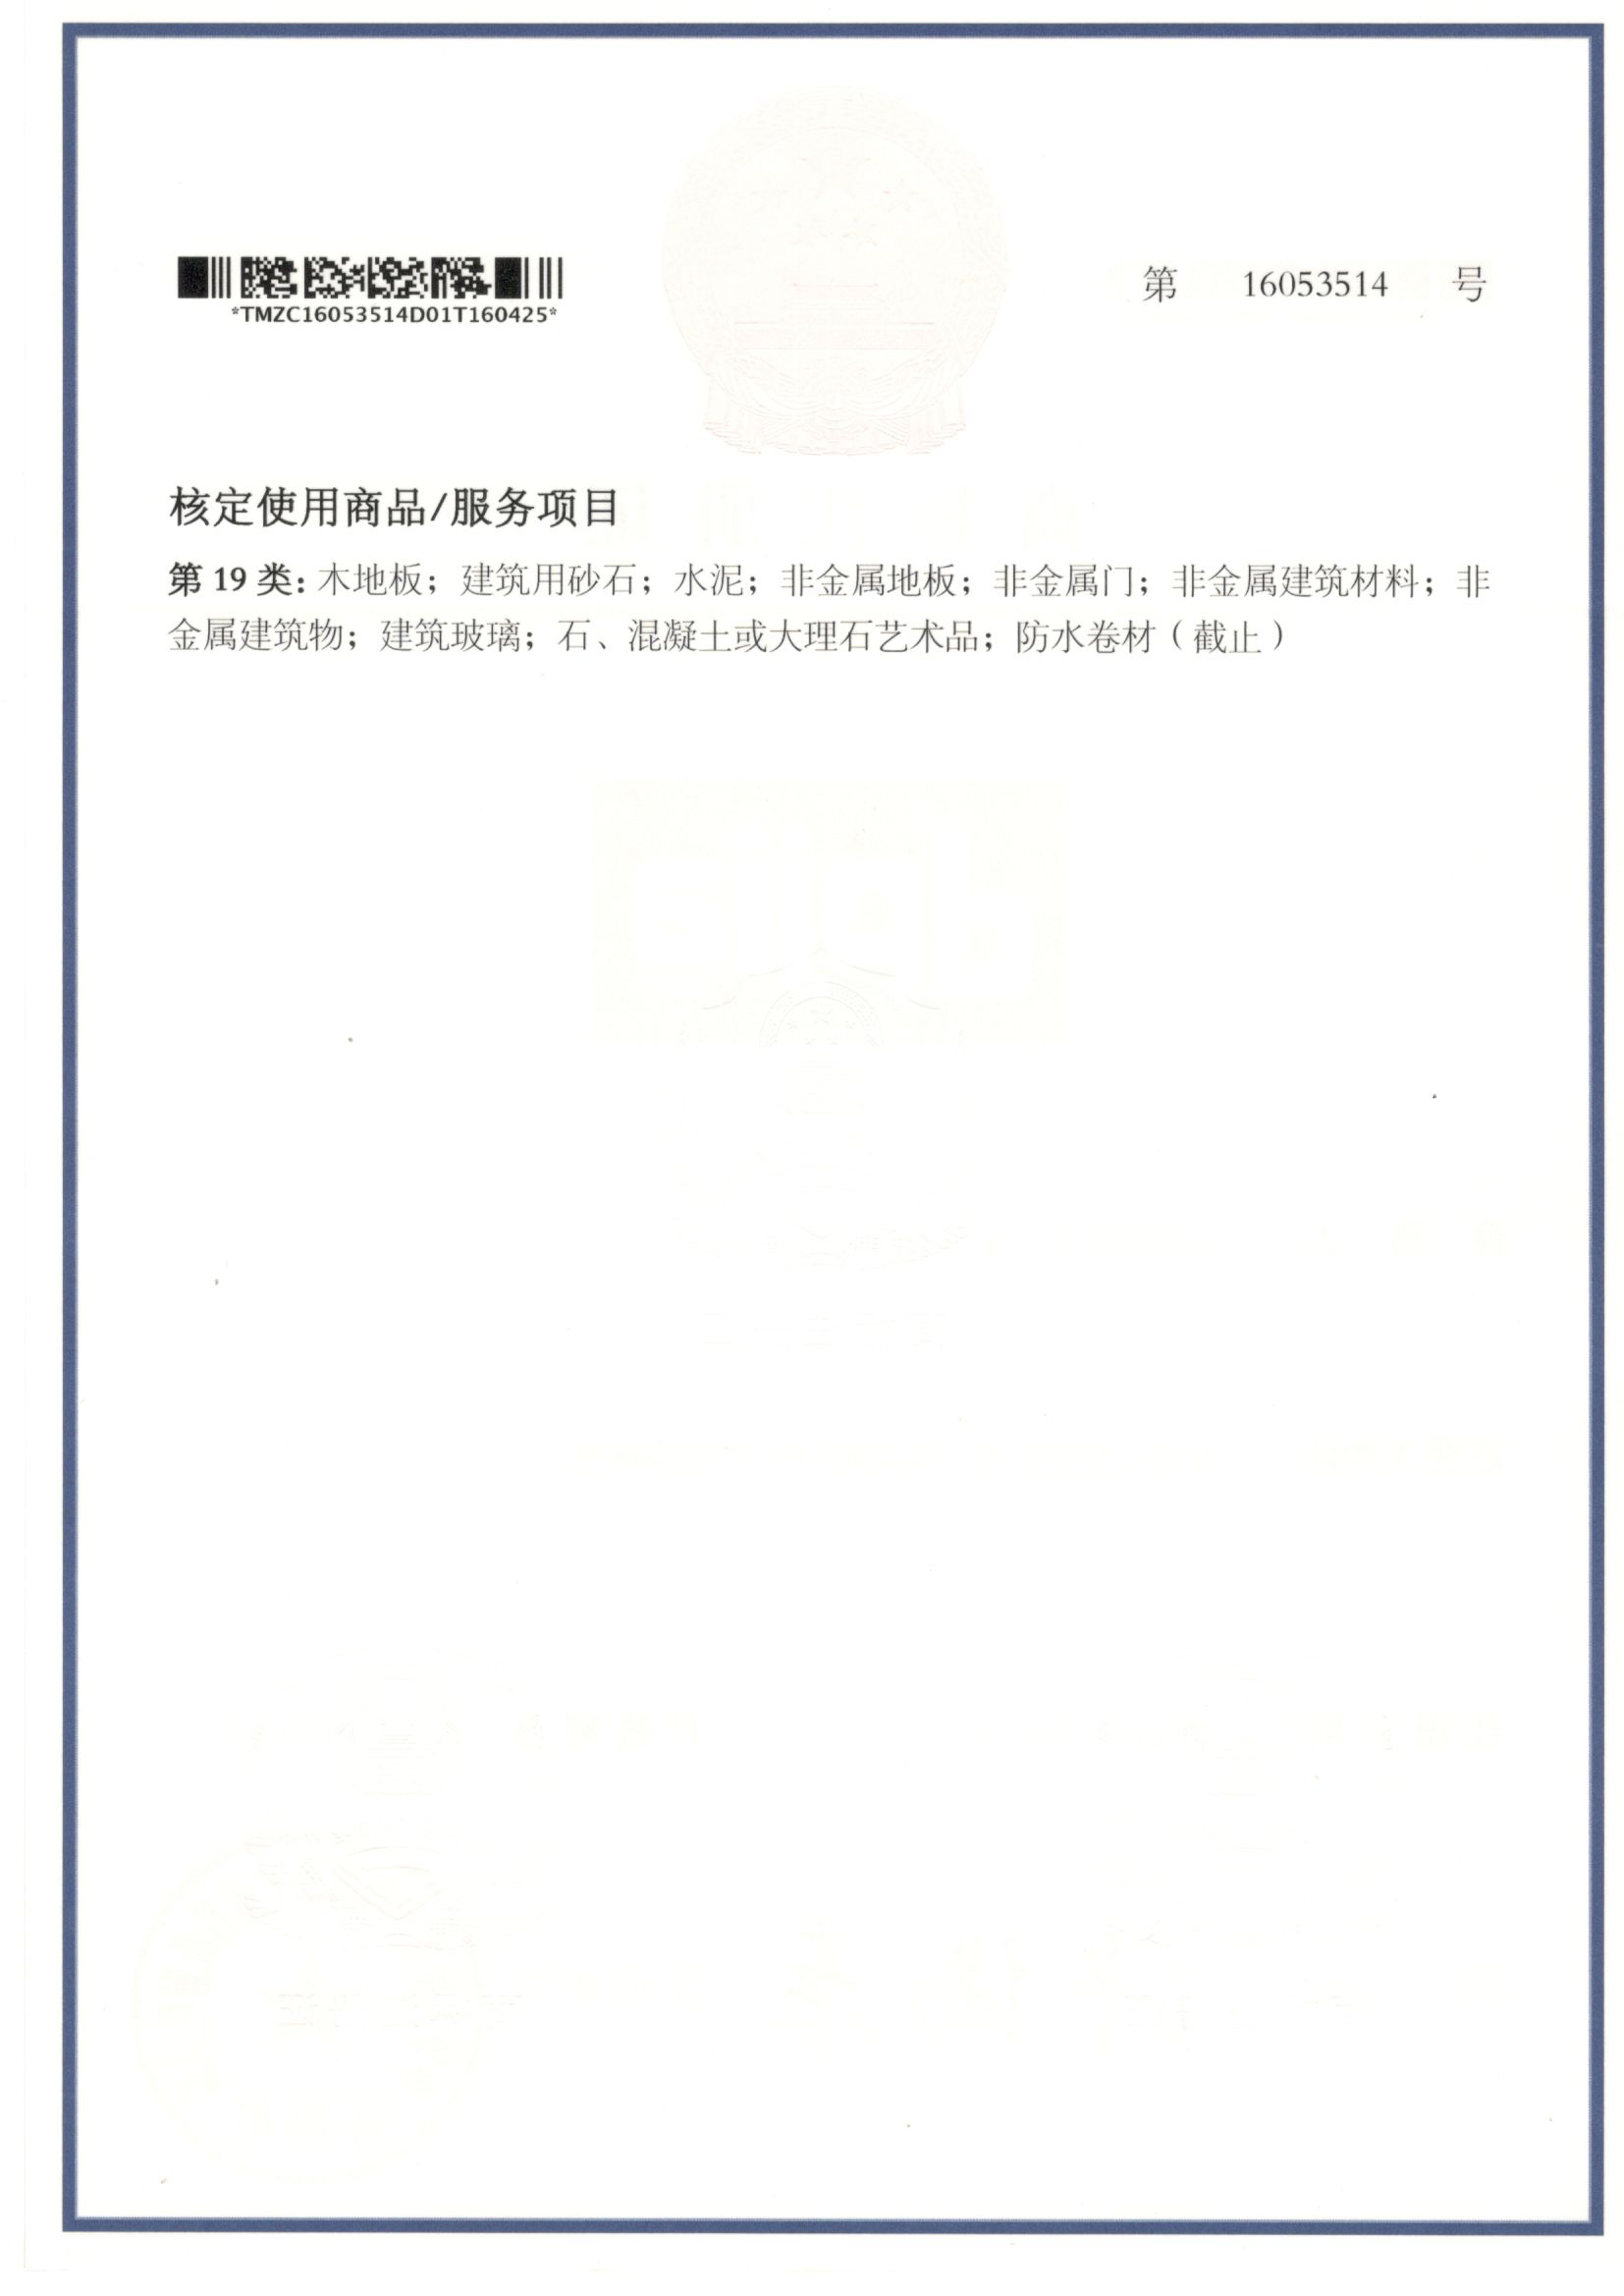 *TMZC16053514D01T160425*
第 16053514 号
核定使用商品/服务项目
第 19 类: 木地板；建筑用砂石；水泥；非金属地板；非金属门；非金属建筑材料；非
金属建筑物；建筑玻璃；石、混凝土或大理石艺术品；防水卷材（截止）